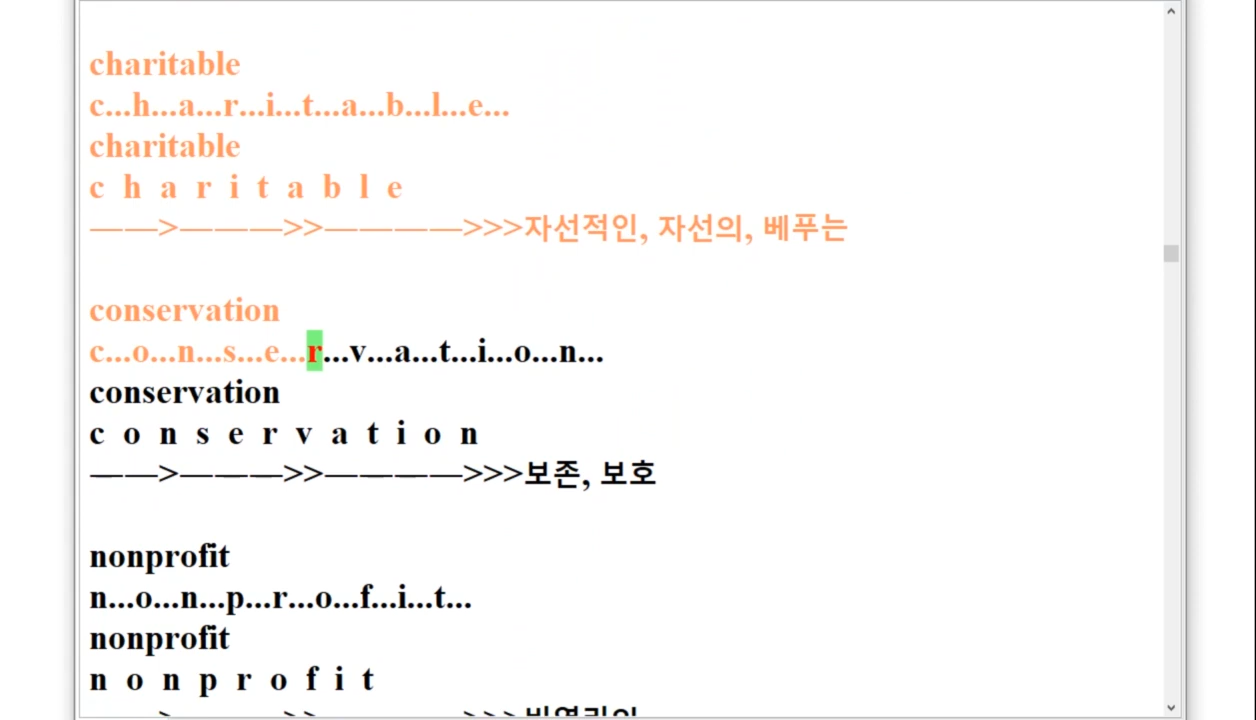 charitable
c...h...a...r...i...t...a...b...l...e...
charitable
c h a r i t a b l e
——>———>>————>>>자선적인, 자선의, 베푸는
conservation
c...o...n...s...e...r...v...a...t...i...o...n...
conservation
c o n s e r v a t i o n
——>———>>————>>>보존, 보호
nonprofit
n...o...n...p...r...o...f...i...t...
nonprofit
n o n p r o f i t